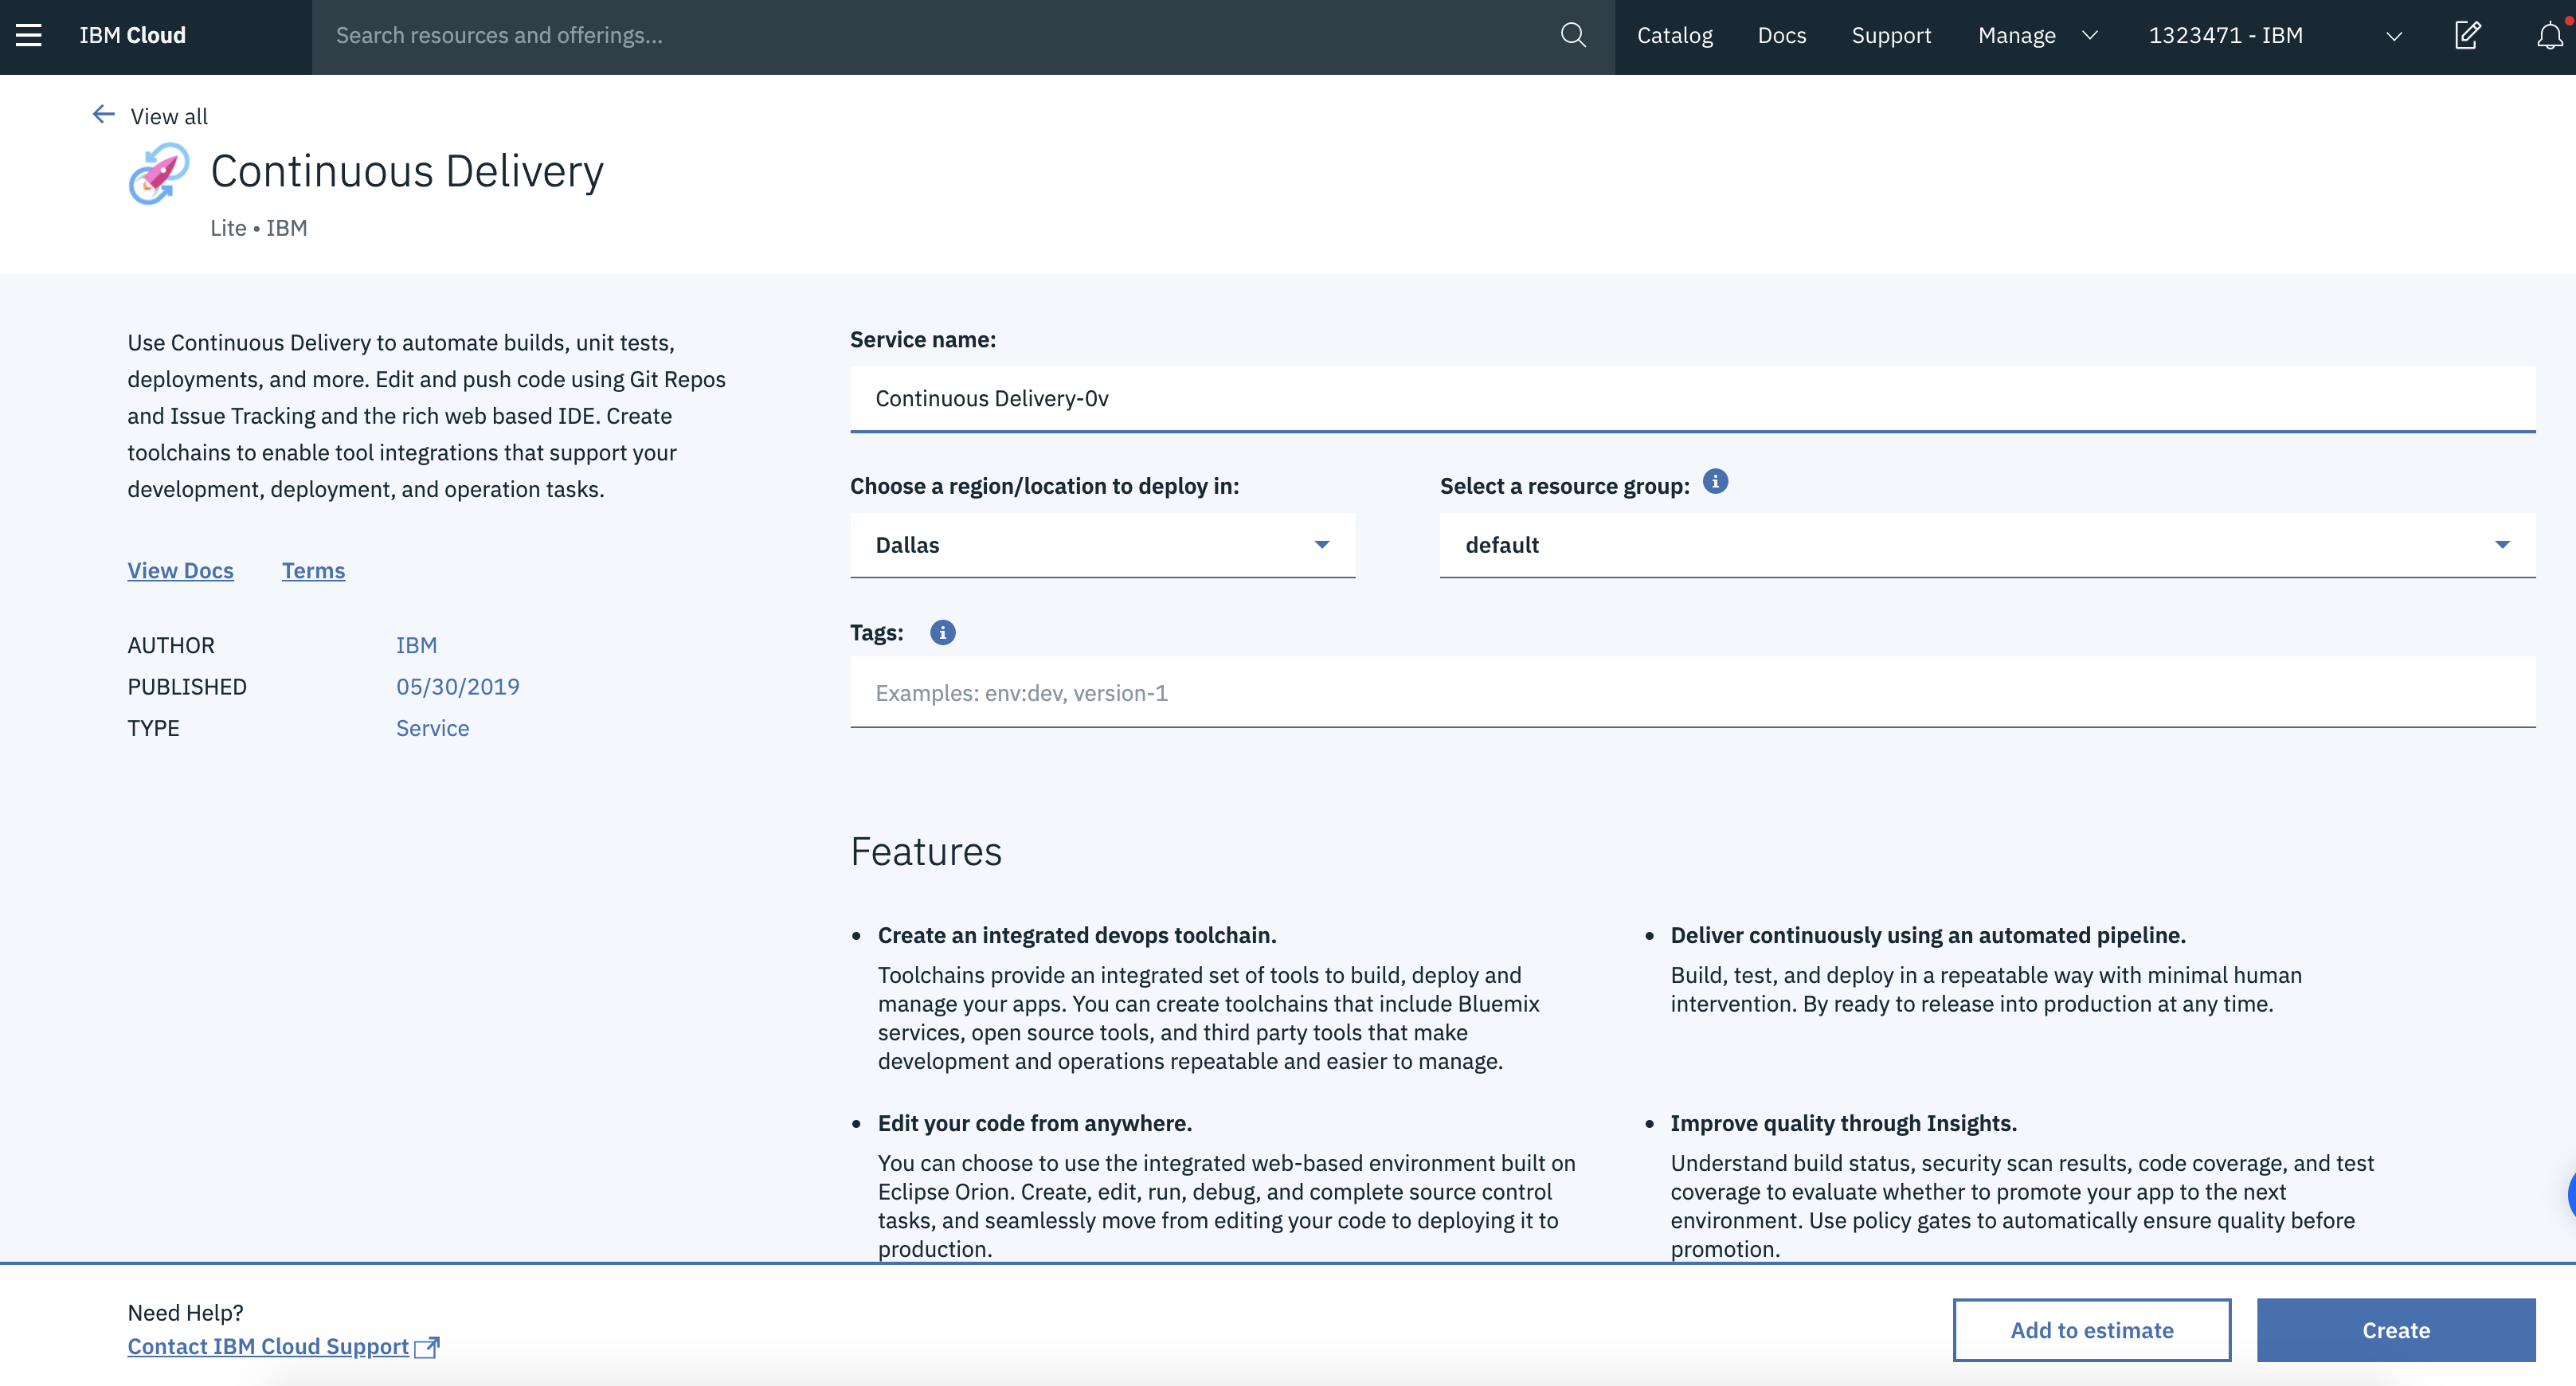 IBM Cloud
Search resources and offerings...
Catalog
Docs
Support
Manage
1323471 - IBM
View all
Continuous Delivery
Lite • IBM
Use Continuous Delivery to automate builds, unit tests,
deployments, and more. Edit and push code using Git Repos
and Issue Tracking and the rich web based IDE. Create
toolchains to enable tool integrations that support your
development, deployment, and operation tasks.
View Docs
Terms
AUTHOR IBM
PUBLISHED 05/30/2019
TYPE Service
Service name:
Continuous Delivery-0v
Choose a region/location to deploy in:
Dallas
Select a resource group:
default
Tags:
Examples: env:dev, version-1
Features
• Create an integrated devops toolchain.
Toolchains provide an integrated set of tools to build, deploy and
manage your apps. You can create toolchains that include Bluemix
services, open source tools, and third party tools that make
development and operations repeatable and easier to manage.
• Deliver continuously using an automated pipeline.
Build, test, and deploy in a repeatable way with minimal human
intervention. By ready to release into production at any time.
• Edit your code from anywhere.
You can choose to use the integrated web-based environment built on
Eclipse Orion. Create, edit, run, debug, and complete source control
tasks, and seamlessly move from editing your code to deploying it to
production.
• Improve quality through Insights.
Understand build status, security scan results, code coverage, and test
coverage to evaluate whether to promote your app to the next
environment. Use policy gates to automatically ensure quality before
promotion.
Need Help?
Contact IBM Cloud Support
Add to estimate
Create